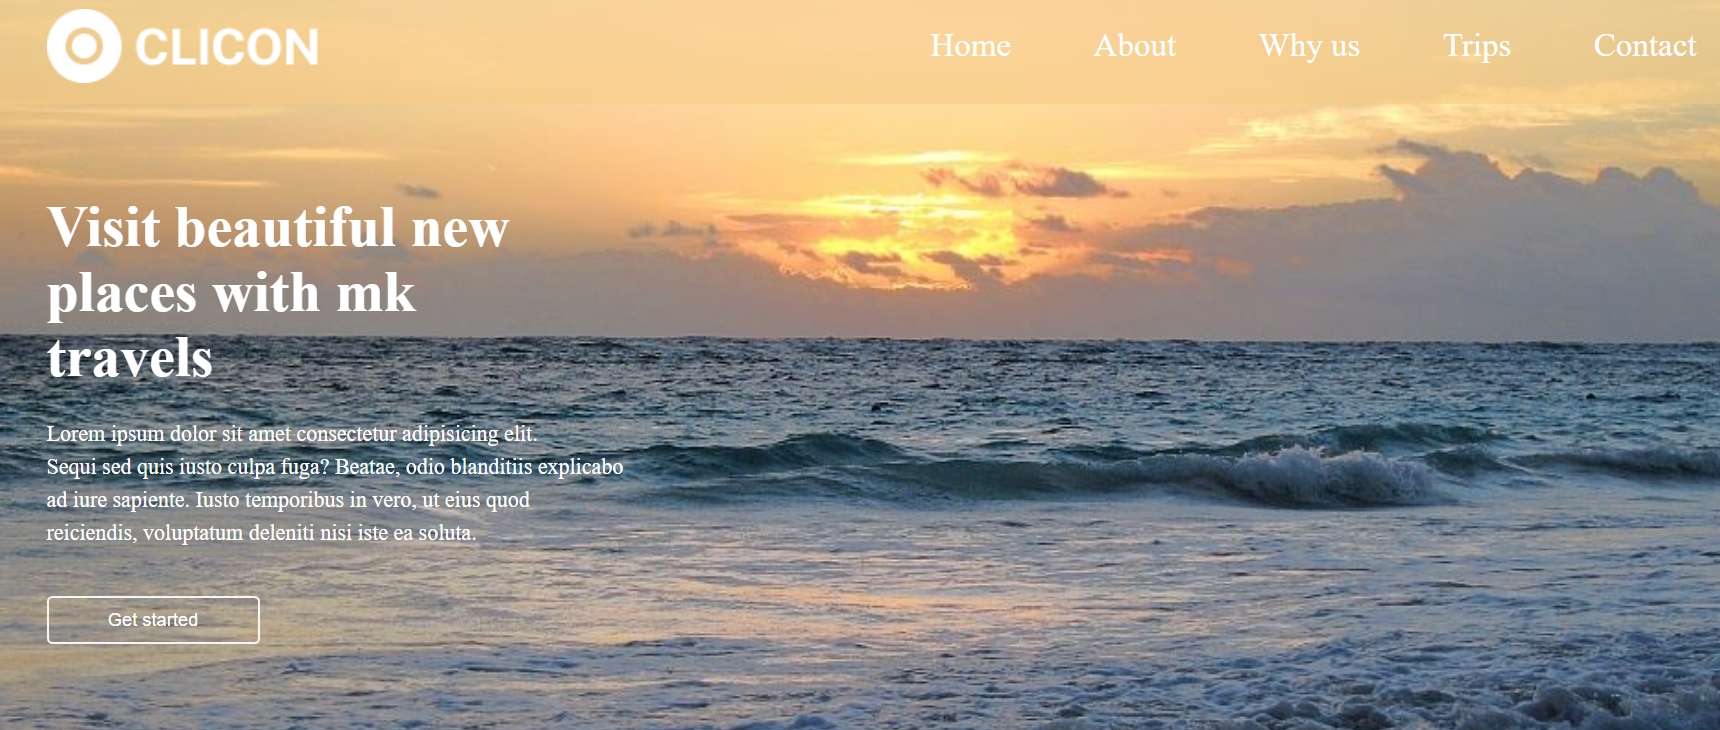 CLICON
Home About Why us Trips Contact
Visit beautiful new
places with mk
travels
Lorem ipsum dolor sit amet consectetur adipisicing elit.
Sequi sed quis iusto culpa fuga? Beatae, odio blanditiis explicabo
ad iure sapiente. Iusto temporibus in vero, ut eius quod
reiciendis, voluptatum deleniti nisi iste ea soluta.
Get started